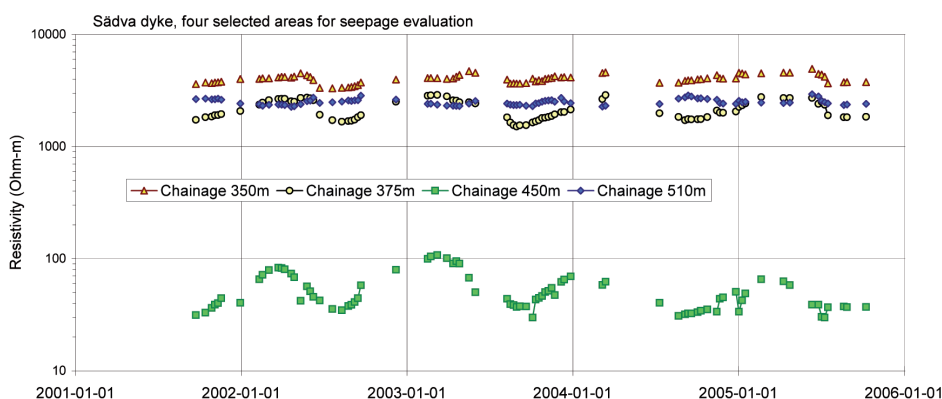 Sädva dyke, four selected areas for seepage evaluation
10000
1000
100
10
Resistivity (Ohm-m)
Chainage 350m Chainage 375m Chainage 450m Chainage 510m
2001-01-01 2002-01-01 2003-01-01 2004-01-01 2005-01-01 2006-01-01